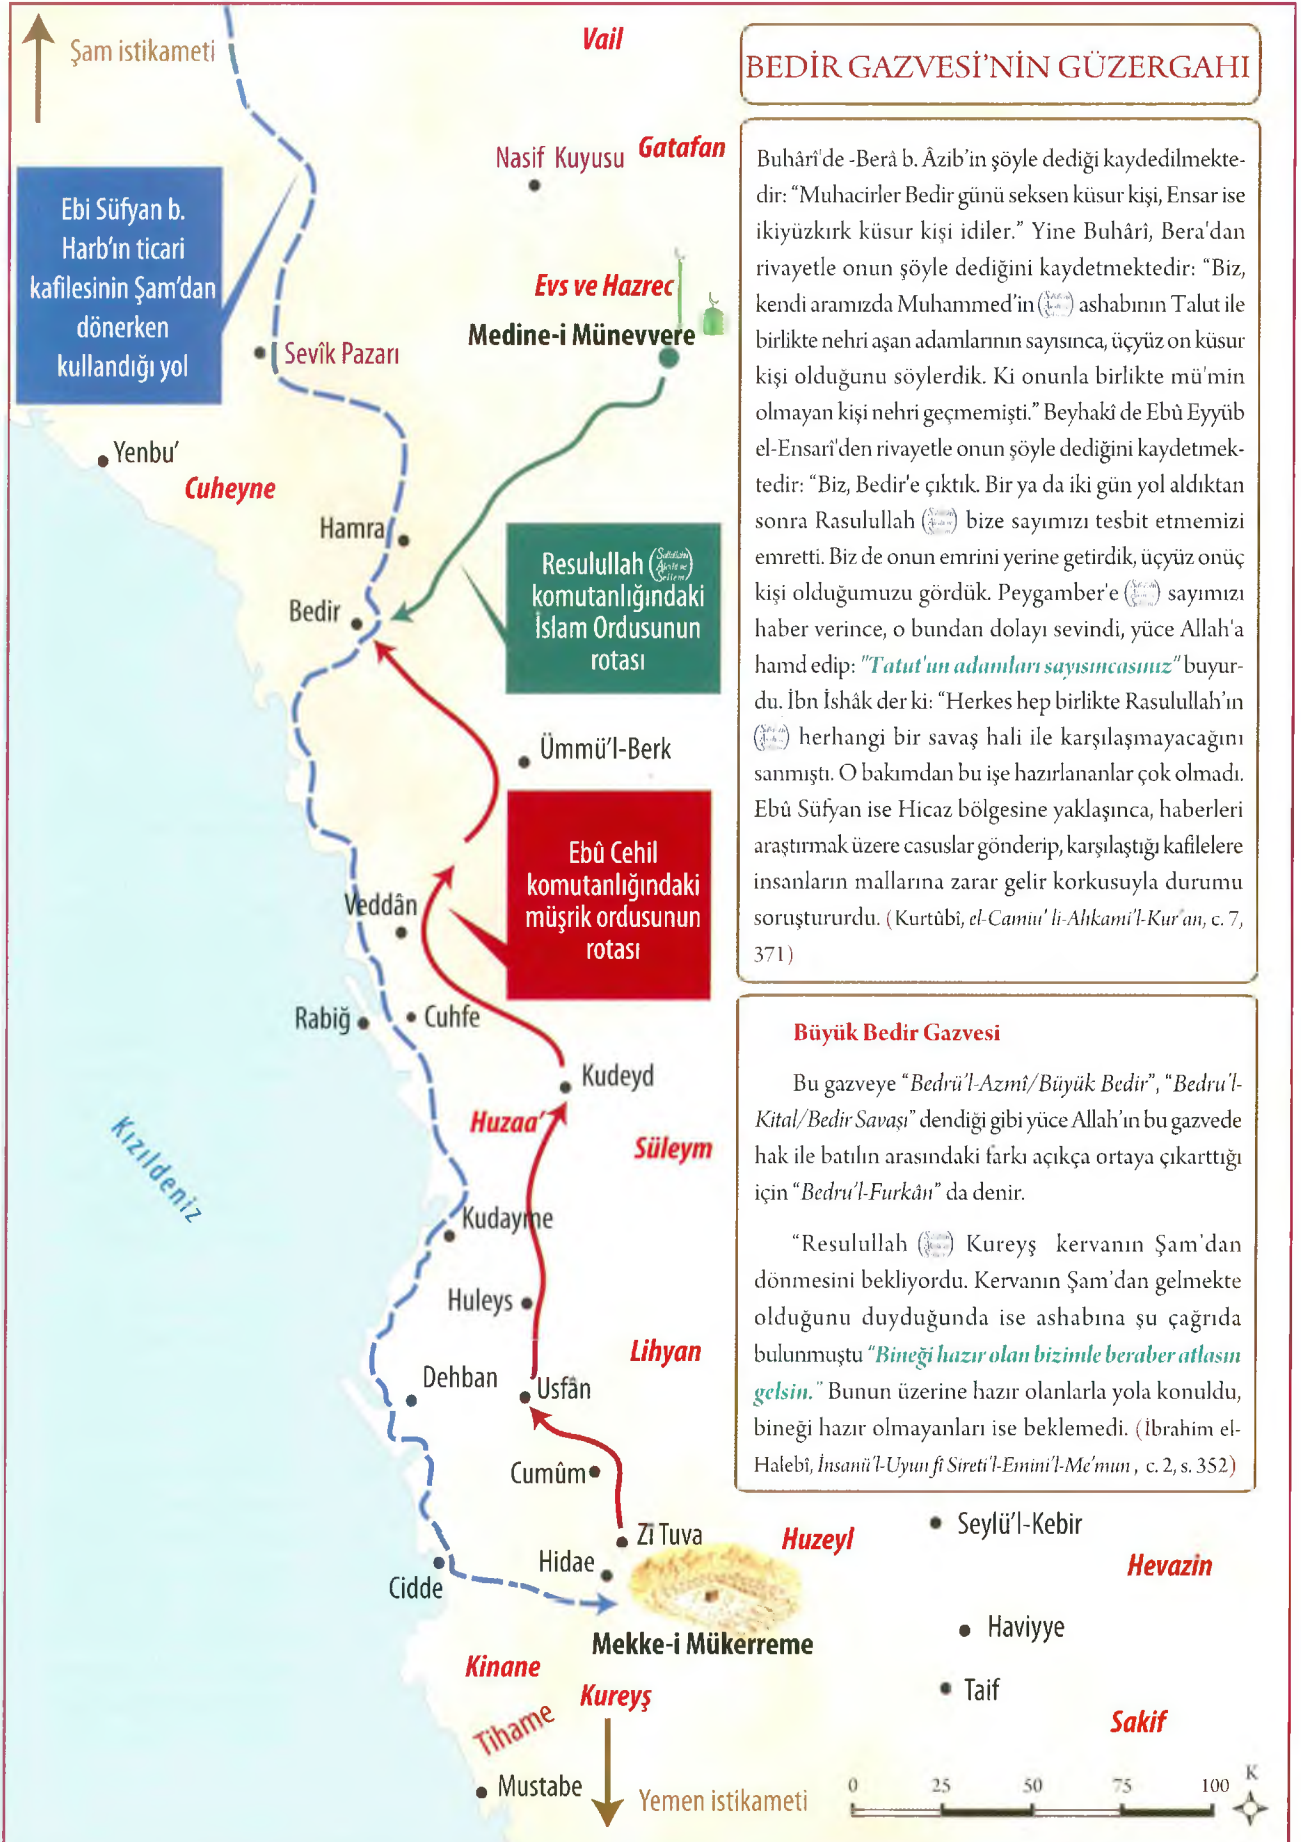 Şam istikameti
Vail
BEDİR GAZVESİ'NİN GÜZERGAHI
Nasif Kuyusu
Gatafan
Ebi Süfyan b.
Harb'ın ticari
kafilesinin Şam'dan
dönerken
kullandığı yol
Evs ve Hazrec
Medine-i Münevvere
Sevîk Pazarı
Yenbu'
Cuheyne
Hamra
Bedir
Resulullah (Sallallahu Aleyhi ve Sellem)
komutanlığındaki
İslam Ordusunun
rotası
Ümmü'l-Berk
Ebû Cehil
komutanlığındaki
müşrik ordusunun
rotası
Veddân
Rabiğ
Cuhfe
Kudeyd
Huzaa'
Süleym
Kızıldeniz
Kudayme
Huleys
Lihyan
Dehban
Usfân
Cumûm
Zî Tuva
Huzeyl
Hidae
Cidde
Mekke-i Mükerreme
Kinane
Kureyş
Tihame
Mustabe
Yemen istikameti
Seylü'l-Kebir
Hevazin
Haviyye
Taif
Sakif
0 25 50 75 100
K
Buhârî'de -Berâ b. Âzib'in şöyle dediği kaydedilmekte-
dir: "Muhacirler Bedir günü seksen küsur kişi, Ensar ise
ikiyüzkırk küsur kişi idiler." Yine Buhârî, Bera'dan
rivayetle onun şöyle dediğini kaydetmektedir: "Biz,
kendi aramızda Muhammed'in ashabının Talut ile
birlikte nehri aşan adamlarının sayısınca, üçyüz on küsur
kişi olduğunu söylerdik. Ki onunla birlikte mü'min
olmayan kişi nehri geçmemişti." Beyhakî de Ebû Eyyüb
el-Ensarî'den rivayetle onun şöyle dediğini kaydetmek-
tedir: "Biz, Bedir'e çıktık. Bir ya da iki gün yol aldıktan
sonra Rasulullah bize sayımızı tesbit etmemizi
emretti. Biz de onun emrini yerine getirdik, üçyüz onüç
kişi olduğumuzu gördük. Peygamber'e sayımızı
haber verince, o bundan dolayı sevindi, yüce Allah'a
hamd edip: "Tatut'un adamları sayısıncasınız" buyur-
du. İbn İshâk der ki: "Herkes hep birlikte Rasulullah'ın
herhangi bir savaş hali ile karşılaşmayacağını
sanmıştı. O bakımdan bu işe hazırlananlar çok olmadı.
Ebû Süfyan ise Hicaz bölgesine yaklaşınca, haberleri
araştırmak üzere casuslar gönderip, karşılaştığı kafilelere
insanların mallarına zarar gelir korkusuyla durumu
soruştururdu. (Kurtûbî, el-Camiu' li-Ahkami'l-Kur'an, c. 7,
371)
Büyük Bedir Gazvesi
Bu gazveye "Bedrü'l-Azmî/Büyük Bedir", "Bedru'l-
Kital/Bedir Savaşı" dendiği gibi yüce Allah'ın bu gazvede
hak ile batılın arasındaki farkı açıkça ortaya çıkarttığı
için "Bedru'l-Furkân" da denir.
"Resulullah Kureyş kervanın Şam'dan
dönmesini bekliyordu. Kervanın Şam'dan gelmekte
olduğunu duyduğunda ise ashabına şu çağrıda
bulunmuştu "Bineği hazır olan bizimle beraber atlasın
gelsin." Bunun üzerine hazır olanlarla yola konuldu,
bineği hazır olmayanları ise beklemedi. (İbrahim el-
Halebî, İnsanü'l-Uyun fî Sireti'l-Emini'l-Me'mun, c. 2, s. 352)